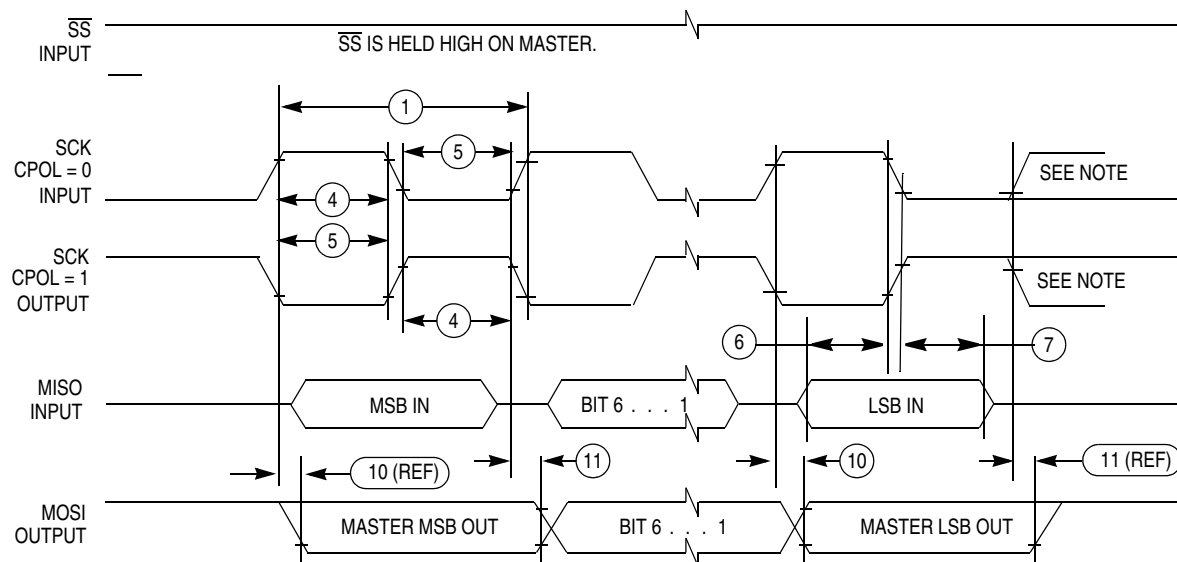 SS
INPUT
SS IS HELD HIGH ON MASTER.
1
SCK
CPOL = 0
INPUT
5
SEE NOTE
4
5
SCK
CPOL = 1
OUTPUT
SEE NOTE
4
6
7
MISO
INPUT
MSB IN
BIT 6 . . . 1
LSB IN
10 (REF)
11
10
11 (REF)
MOSI
OUTPUT
MASTER MSB OUT
BIT 6 . . . 1
MASTER LSB OUT